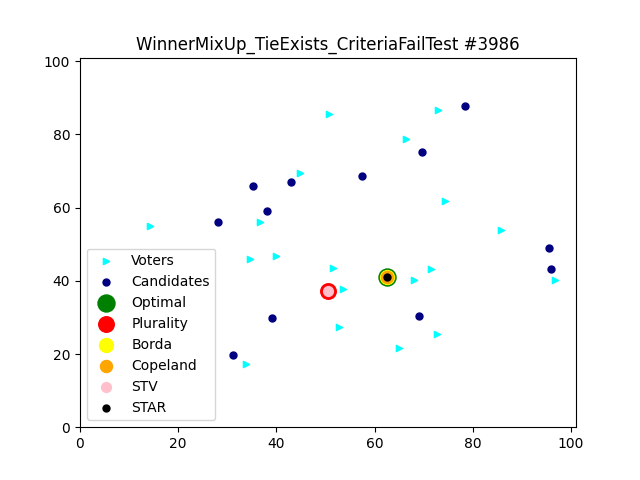 WinnerMixUp_TieExists_CriteriaFailTest #3986
100
80
60
40
20
0
Voters
Candidates
Optimal
Plurality
Borda
Copeland
STV
STAR
0 20 40 60 80 100